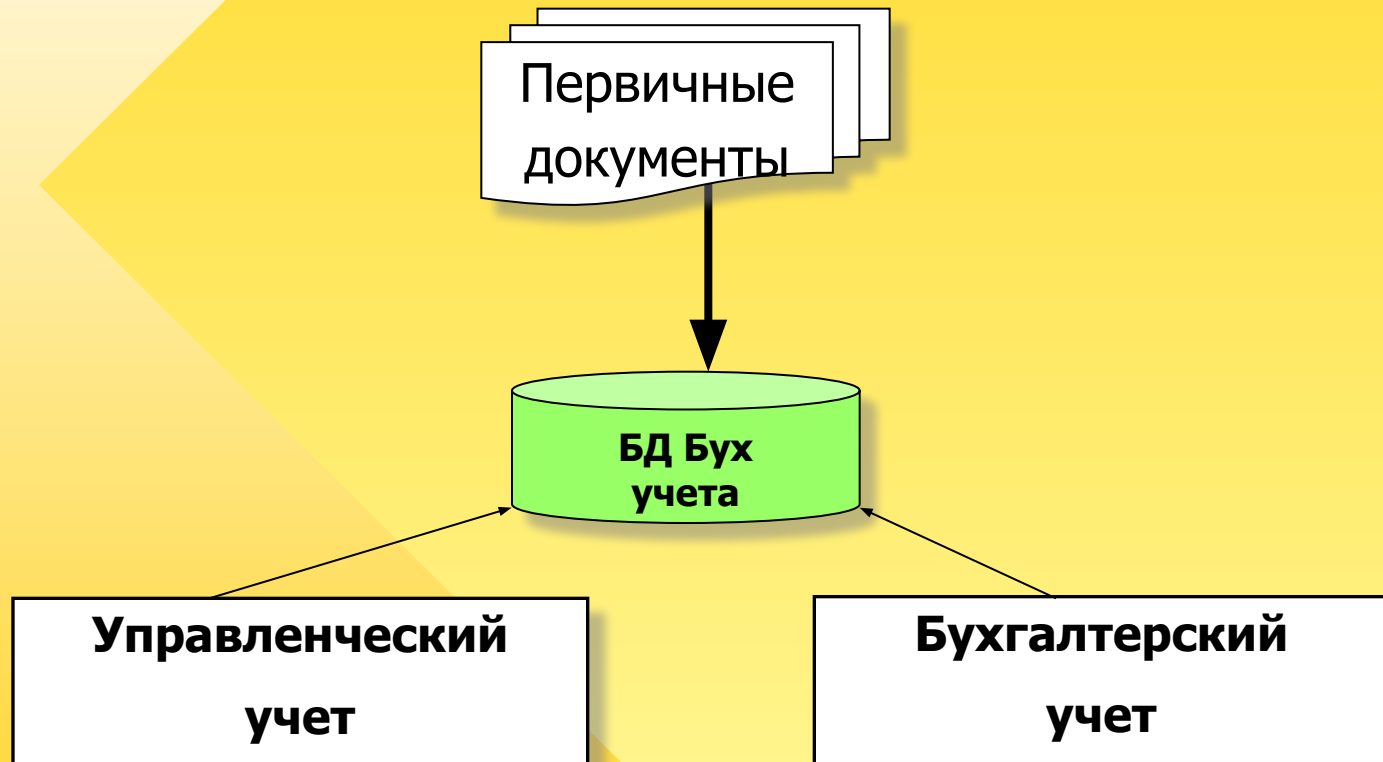 Первичные
документы
БД Бух
учета
Управленческий
учет
Бухгалтерский
учет